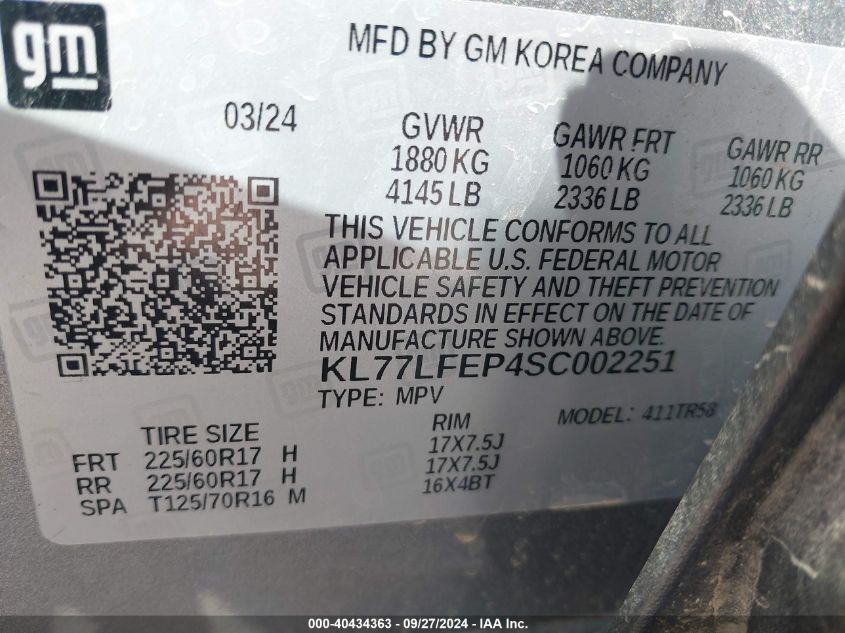 gm
MFD BY GM KOREA COMPANY
03/24
GVWR GAWR FRT GAWR RR
1880 KG 1060 KG 1060 KG
4145 LB 2336 LB 2336 LB
THIS VEHICLE CONFORMS TO ALL
APPLICABLE U.S. FEDERAL MOTOR
VEHICLE SAFETY AND THEFT PREVENTION
STANDARDS IN EFFECT ON THE DATE OF
MANUFACTURE SHOWN ABOVE.
KL77LFEP4SC002251
TYPE: MPV MODEL: 411TR58
TIRE SIZE RIM
FRT 225/60R17 H 17X7.5J
RR 225/60R17 H 17X7.5J
SPA T125/70R16 M 16X4BT
000-40434363 - 09/27/2024 - IAAI.COM